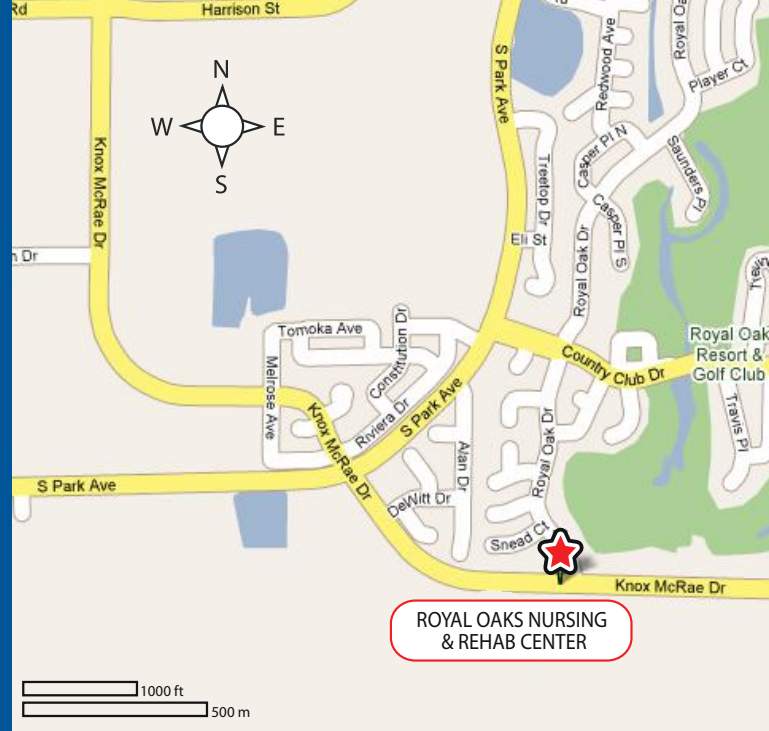 Rd
Harrison St
S Park Ave
Redwood Ave
Royal Oa
Player Ct
N
W
E
S
Knox McRae Dr
Casper Pl N
Saunders Pl
Treetop Dr
Casper Pl S
Eli St
n Dr
Royal Oak Dr
Travis
Tomoka Ave
Constitution Dr
Royal Oak
Resort &
Golf Club
Country Club Dr
Melrose Ave
Riviera Dr
S Park Ave
Knox McRae Dr
Royal Oak Dr
Travis Pl
Alan Dr
S Park Ave
DeWitt Dr
Snead Ct
Knox McRae Dr
ROYAL OAKS NURSING
& REHAB CENTER
1000 ft
500 m